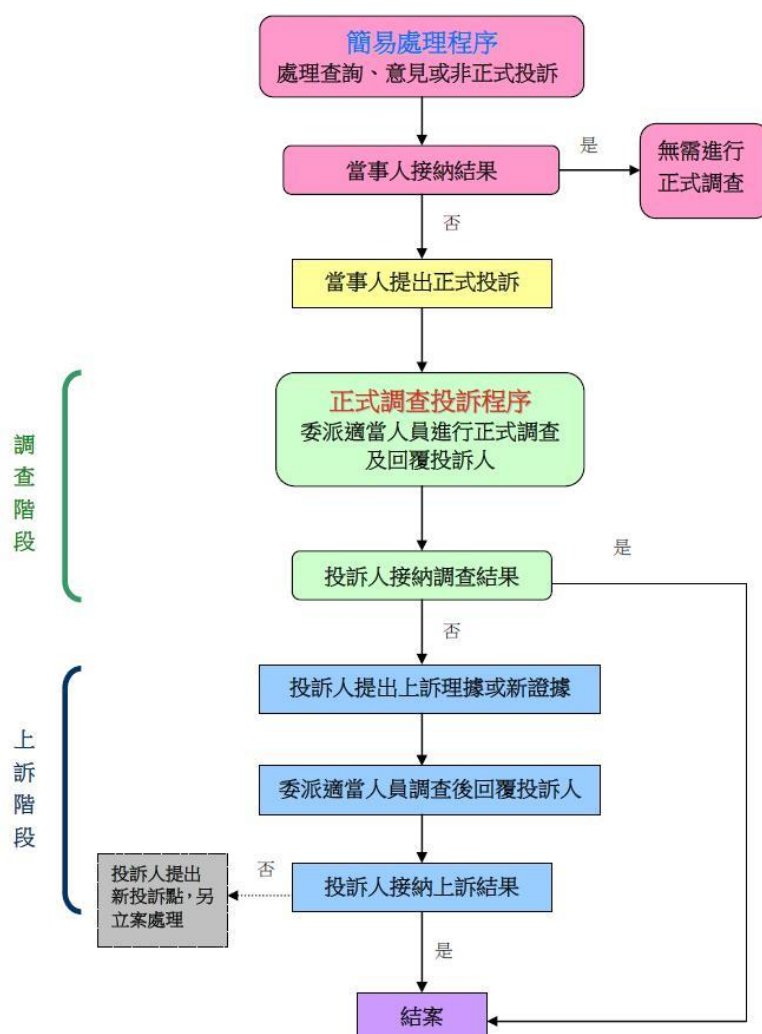 簡易處理程序
處理查詢、意見或非正式投訴
當事人接納結果
是
無需進行
正式調查
否
當事人提出正式投訴
調查階段
正式調查投訴程序
委派適當人員進行正式調查
及回覆投訴人
投訴人接納調查結果
是
否
上訴階段
投訴人提出上訴理據或新證據
委派適當人員調查後回覆投訴人
投訴人接納上訴結果
否
投訴人提出
新投訴點，另
立案處理
是
結案